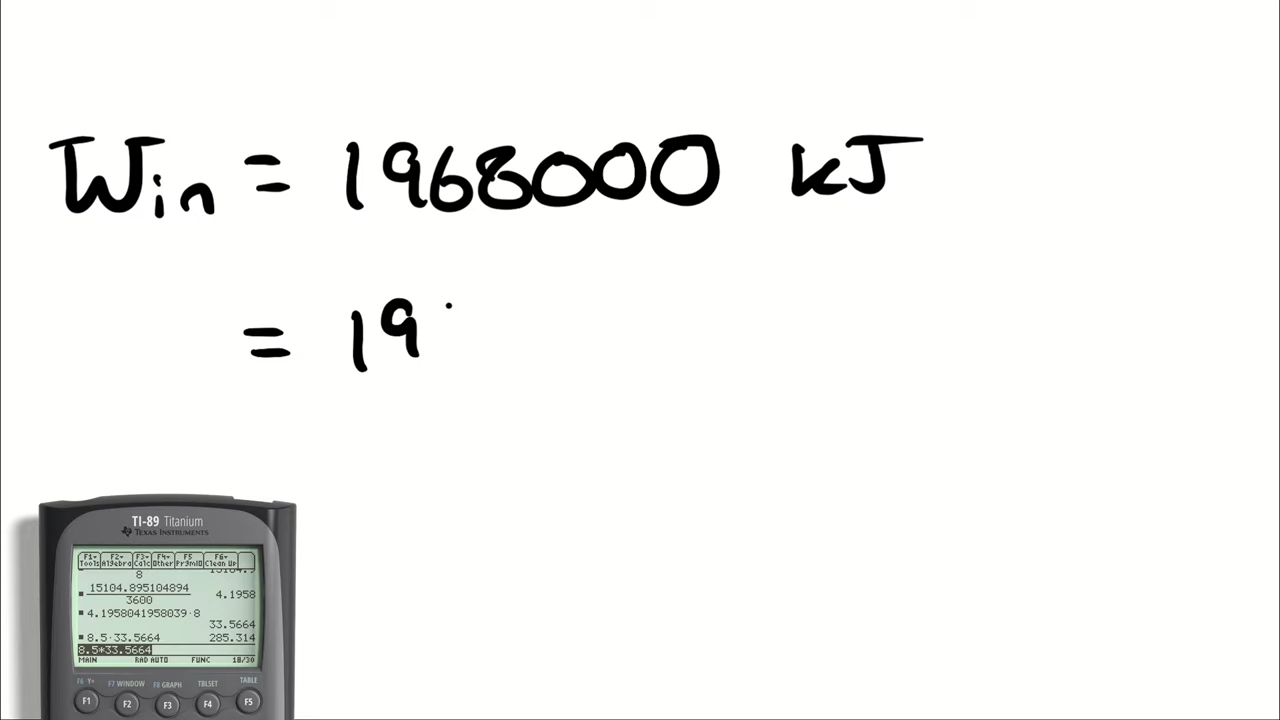 Win = 1968000 kJ
= 19
TI-89 Titanium
TEXAS INSTRUMENTS
F1 F2 F3 F4 F5 F6
Tools Algebra Calc Other PrgmIO Clean Up
8
15104.895104894
3600
4.1958
4.1958041958039·8
33.5664
8.5·33.5664 285.314
8.5*33.5664
MAIN RAD AUTO FUNC 18/30
F6 Y= F7 WINDOW F8 GRAPH TBLSET TABLE
F1 F2 F3 F4 F5